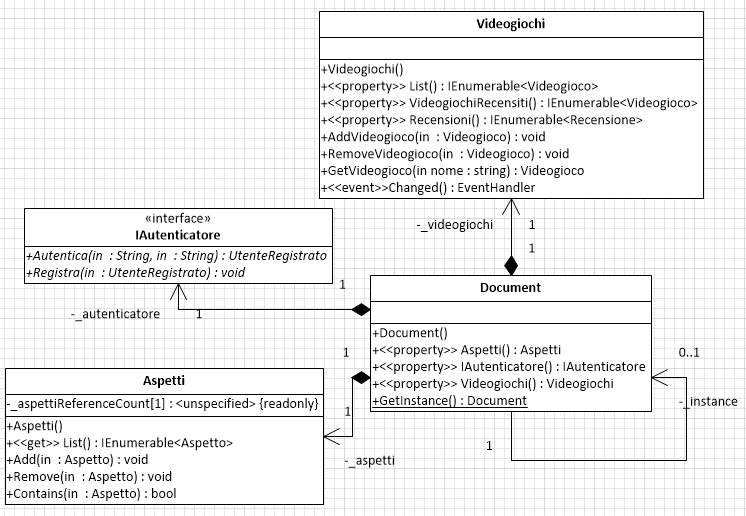 Videogiochi
+Videogiochi()
+<<property>> List() : IEnumerable<Videogioco>
+<<property>> VideogiochiRecensiti() : IEnumerable<Videogioco>
+<<property>> Recensioni() : IEnumerable<Recensione>
+AddVideogioco(in  : Videogioco) : void
+RemoveVideogioco(in  : Videogioco) : void
+GetVideogioco(in nome : string) : Videogioco
+<<event>>Changed() : EventHandler
-_videogiochi
1
1
«interface»
IAutenticatore
+Autentica(in  : String, in  : String) : UtenteRegistrato
+Registra(in  : UtenteRegistrato) : void
1
-_autenticatore
1
Document
+Document()
+<<property>> Aspetti() : Aspetti
+<<property>> IAutenticatore() : IAutenticatore
+<<property>> Videogiochi() : Videogiochi
+GetInstance() : Document
0..1
-_instance
1
1
Aspetti
-_aspettiReferenceCount[1] : <unspecified> {readonly}
+Aspetti()
+<<get>> List() : IEnumerable<Aspetto>
+Add(in  : Aspetto) : void
+Remove(in  : Aspetto) : void
+Contains(in  : Aspetto) : bool
1
-_aspetti